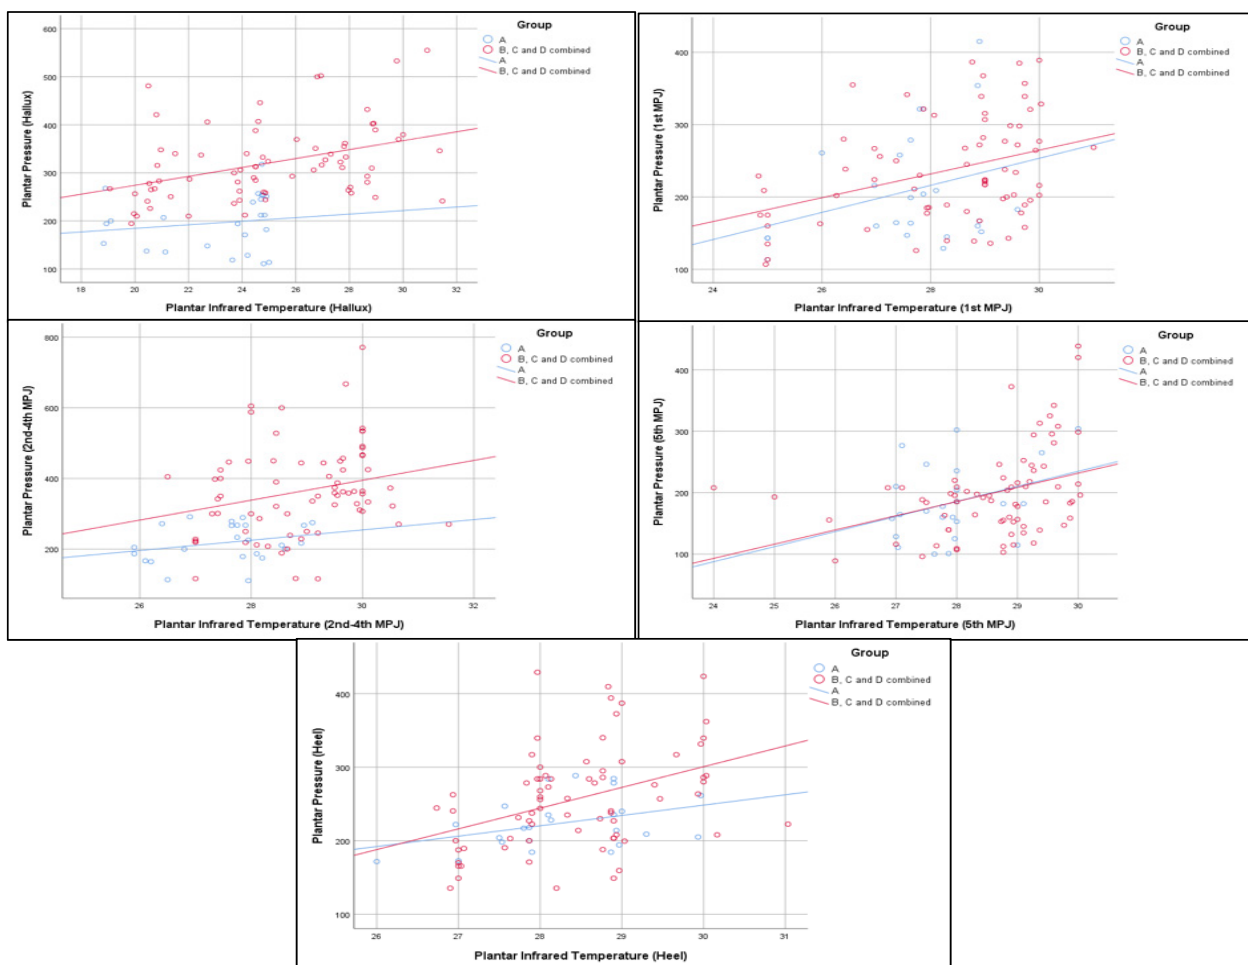 Group
A
B, C and D combined
A
B, C and D combined
600
500
400
300
200
100
Plantar Pressure (Hallux)
18 20 22 24 26 28 30 32
Plantar Infrared Temperature (Hallux)
Group
A
B, C and D combined
A
B, C and D combined
400
300
200
100
Plantar Pressure (1st MPJ)
24 26 28 30
Plantar Infrared Temperature (1st MPJ)
Group
A
B, C and D combined
A
B, C and D combined
800
600
400
200
Plantar Pressure (2nd-4th MPJ)
26 28 30 32
Plantar Infrared Temperature (2nd-4th MPJ)
Group
A
B, C and D combined
A
B, C and D combined
400
300
200
100
Plantar Pressure (5th MPJ)
24 25 26 27 28 29 30
Plantar Infrared Temperature (5th MPJ)
Group
A
B, C and D combined
A
B, C and D combined
400
300
200
100
Plantar Pressure (Heel)
26 27 28 29 30 31
Plantar Infrared Temperature (Heel)